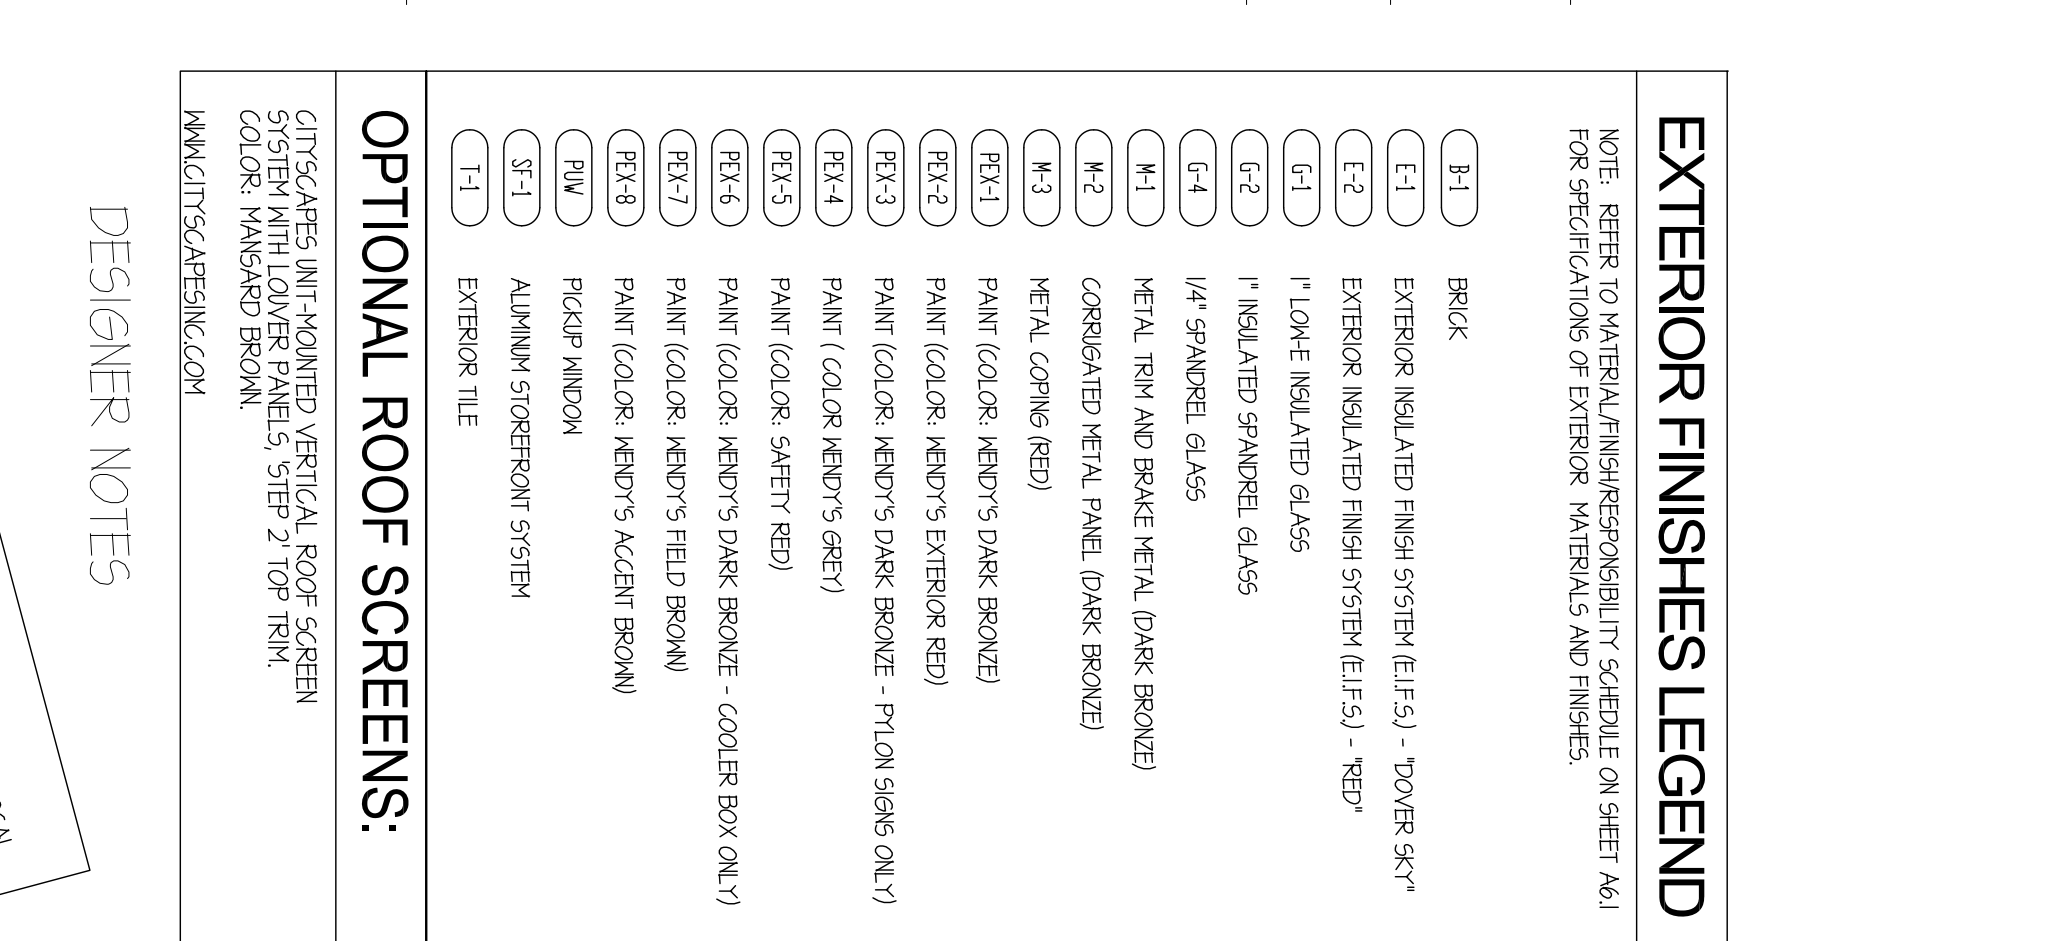 EXTERIOR FINISHES LEGEND
NOTE: REFER TO MATERIAL/FINISH/RESPONSIBILITY SCHEDULE ON SHEET A6.1
FOR SPECIFICATIONS OF EXTERIOR MATERIALS AND FINISHES.
B-1 BRICK
E-1 EXTERIOR INSULATED FINISH SYSTEM (E.I.F.S.) - "DOVER SKY"
E-2 EXTERIOR INSULATED FINISH SYSTEM (E.I.F.S.) - "RED"
G-1 1" LOW-E INSULATED GLASS
G-2 1" INSULATED SPANDREL GLASS
G-4 1/4" SPANDREL GLASS
M-1 METAL TRIM AND BRAKE METAL (DARK BRONZE)
M-2 CORRUGATED METAL PANEL (DARK BRONZE)
M-3 METAL COPING (RED)
PEX-1 PAINT (COLOR: WENDY'S DARK BRONZE)
PEX-2 PAINT (COLOR: WENDY'S EXTERIOR RED)
PEX-3 PAINT (COLOR: WENDY'S DARK BRONZE - PYLON SIGNS ONLY)
PEX-4 PAINT ( COLOR WENDY'S GREY)
PEX-5 PAINT (COLOR: SAFETY RED)
PEX-6 PAINT (COLOR: WENDY'S DARK BRONZE - COOLER BOX ONLY)
PEX-7 PAINT (COLOR: WENDY'S FIELD BROWN)
PEX-8 PAINT (COLOR: WENDY'S ACCENT BROWN)
PUW PICKUP WINDOW
SF-1 ALUMINUM STOREFRONT SYSTEM
T-1 EXTERIOR TILE
OPTIONAL ROOF SCREENS:
CITYSCAPES UNIT-MOUNTED VERTICAL ROOF SCREEN
SYSTEM WITH LOUVER PANELS, 'STEP 2' TOP TRIM.
COLOR: MANSARD BROWN.
WWW.CITYSCAPESINC.COM
DESIGNER NOTES